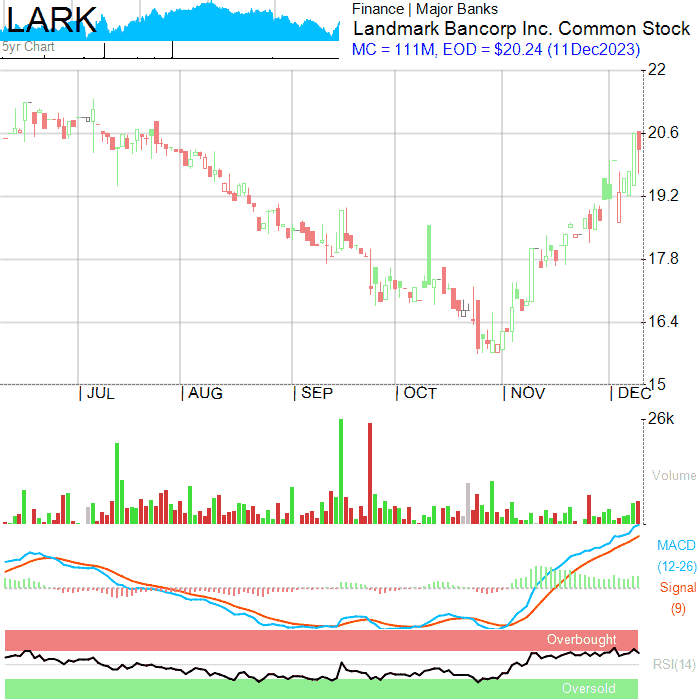 LARK
5yr Chart
Finance | Major Banks
Landmark Bancorp Inc. Common Stock
MC = 111M, EOD = $20.24 (11Dec2023)
22
20.6
19.2
17.8
16.4
15
| JUL | AUG | SEP | OCT | NOV | DEC
26k
Volume
MACD
(12-26)
Signal
(9)
Overbought
RSI(14)
Oversold